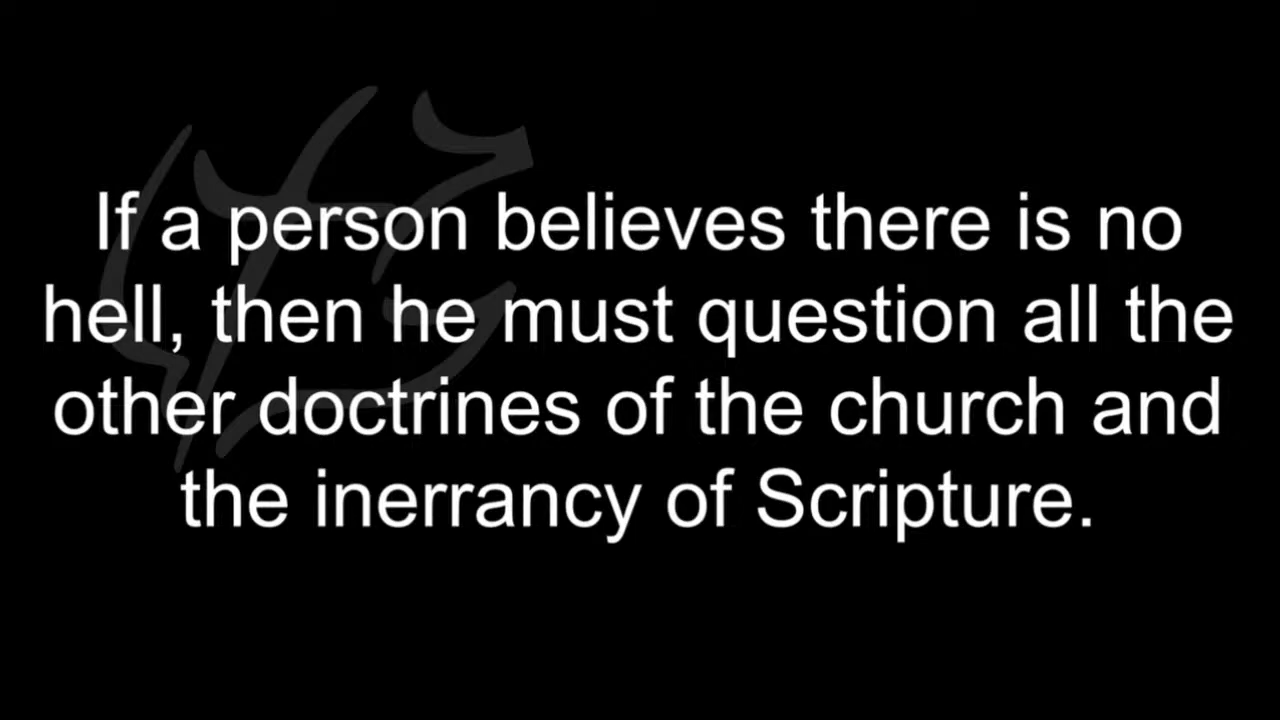 If a person believes there is no
hell, then he must question all the
other doctrines of the church and
the inerrancy of Scripture.